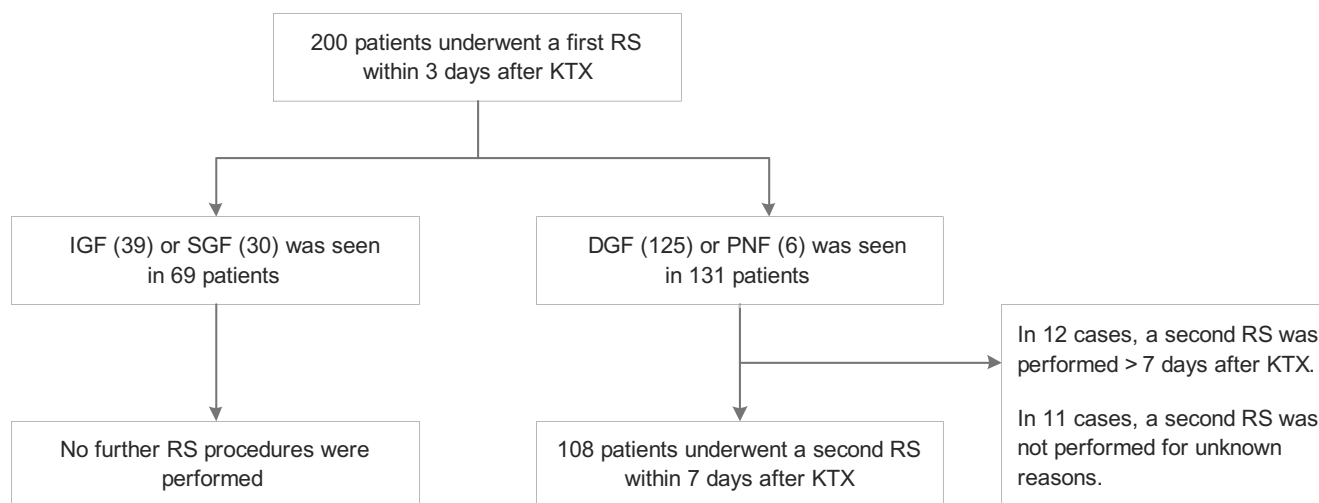 200 patients underwent a first RS
within 3 days after KTX
IGF (39) or SGF (30) was seen
in 69 patients
DGF (125) or PNF (6) was seen
in 131 patients
In 12 cases, a second RS was
performed > 7 days after KTX.
In 11 cases, a second RS was
not performed for unknown
reasons.
No further RS procedures were
performed
108 patients underwent a second RS
within 7 days after KTX